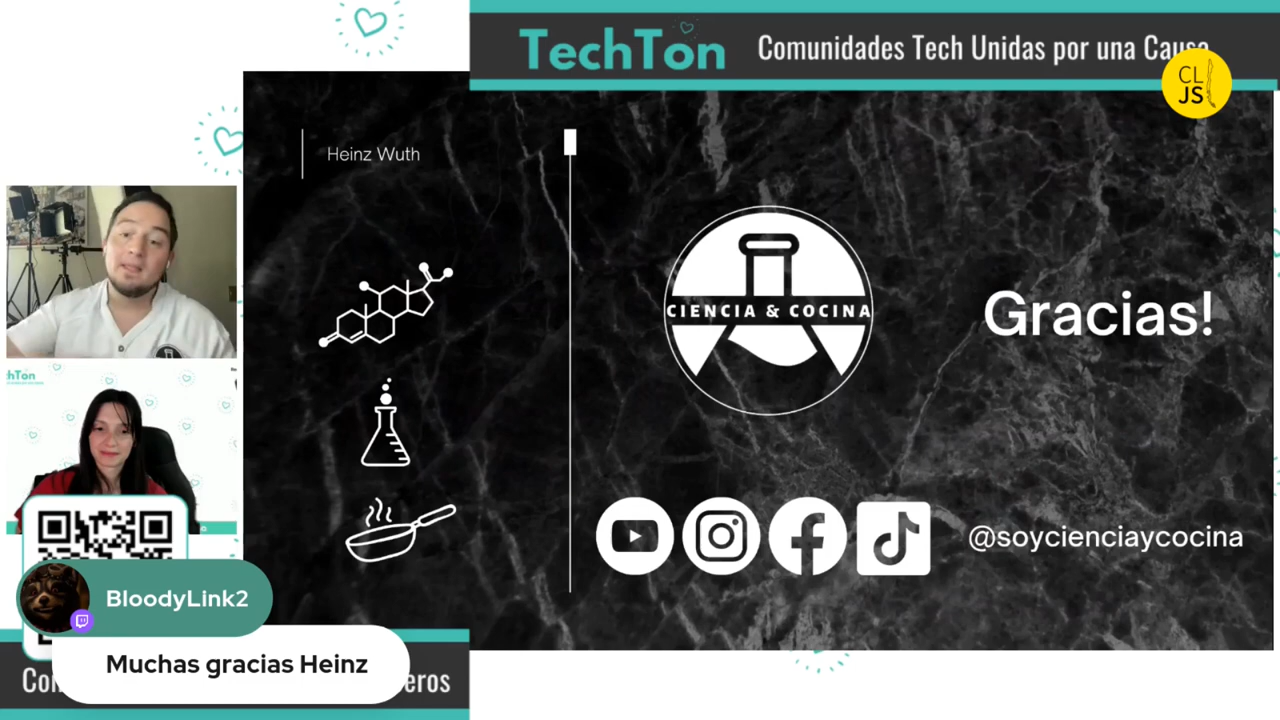 TechTon
Comunidades Tech Unidas por una Causa
CL
JS
Heinz Wuth
CIENCIA & COCINA
Gracias!
hTon
@soycienciaycocina
BloodyLink2
Muchas gracias Heinz
Con
eros